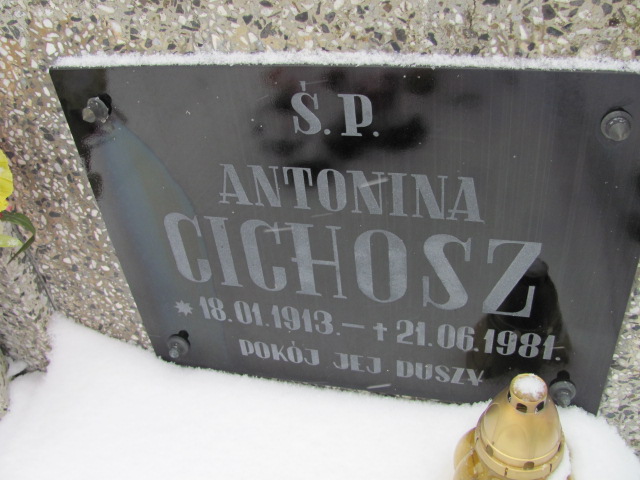 Ś.P.
ANTONINA
CICHOSZ
* 18.01.1913. – † 21.06.1981.
POKÓJ JEJ DUSZY